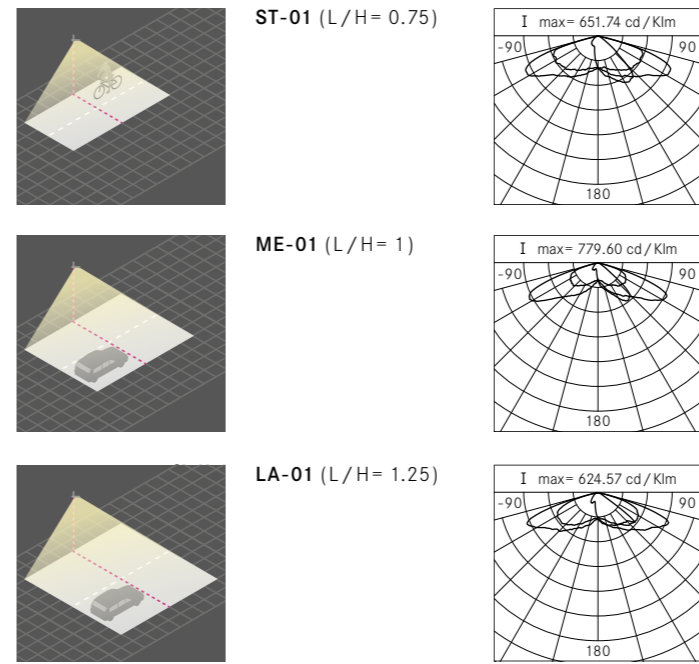 ST-01 (L/H= 0.75)
I max= 651.74 cd/Klm
-90 90
180
ME-01 (L/H= 1)
I max= 779.60 cd/Klm
-90 90
180
LA-01 (L/H= 1.25)
I max= 624.57 cd/Klm
-90 90
180